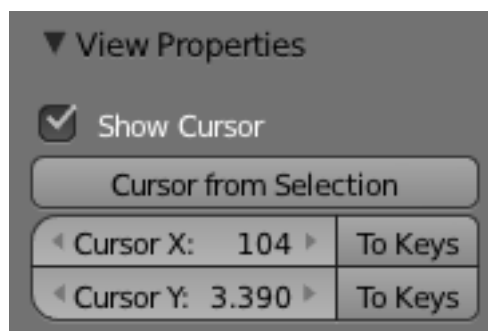 View Properties
Show Cursor
Cursor from Selection
Cursor X: 104 To Keys
Cursor Y: 3.390 To Keys